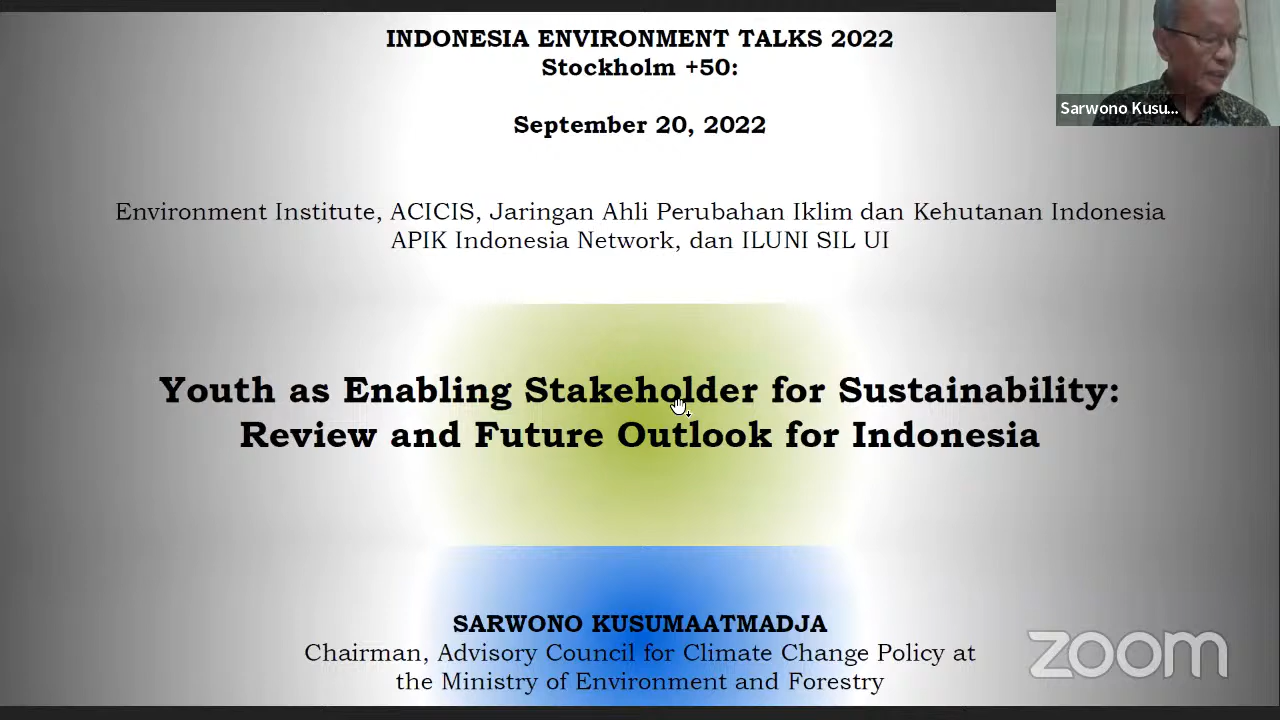 INDONESIA ENVIRONMENT TALKS 2022
Stockholm +50:
September 20, 2022
Environment Institute, ACICIS, Jaringan Ahli Perubahan Iklim dan Kehutanan Indonesia
APIK Indonesia Network, dan ILUNI SIL UI
Youth as Enabling Stakeholder for Sustainability:
Review and Future Outlook for Indonesia
SARWONO KUSUMAATMADJA
Chairman, Advisory Council for Climate Change Policy at
the Ministry of Environment and Forestry
Sarwono Kusu...
zoom